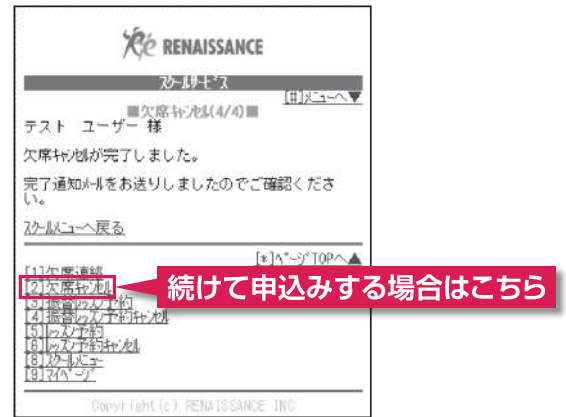 RENAISSANCE
ｽｸｰﾙｻｰﾋﾞｽ
[#]ﾒﾆｭｰへ▼
■欠席ｷｬﾝｾﾙ(4/4)■
テスト　ユーザー 様
欠席ｷｬﾝｾﾙが完了しました。
完了通知ﾒｰﾙをお送りしましたのでご確認くださ
い。
ｽｸｰﾙﾒﾆｭｰへ戻る
[*]ﾍﾟｰｼﾞTOPへ▲
[1]欠席連絡
[2]欠席ｷｬﾝｾﾙ
続けて申込みする場合はこちら
[3]振替ﾚｯｽﾝ予約
[4]振替ﾚｯｽﾝ予約ｷｬﾝｾﾙ
[5]ﾚｯｽﾝ予約
[6]ﾚｯｽﾝ予約ｷｬﾝｾﾙ
[8]ｽｸｰﾙﾒﾆｭｰ
[9]ﾏｲﾍﾟｰｼﾞ
Copyright(c) RENAISSANCE INC